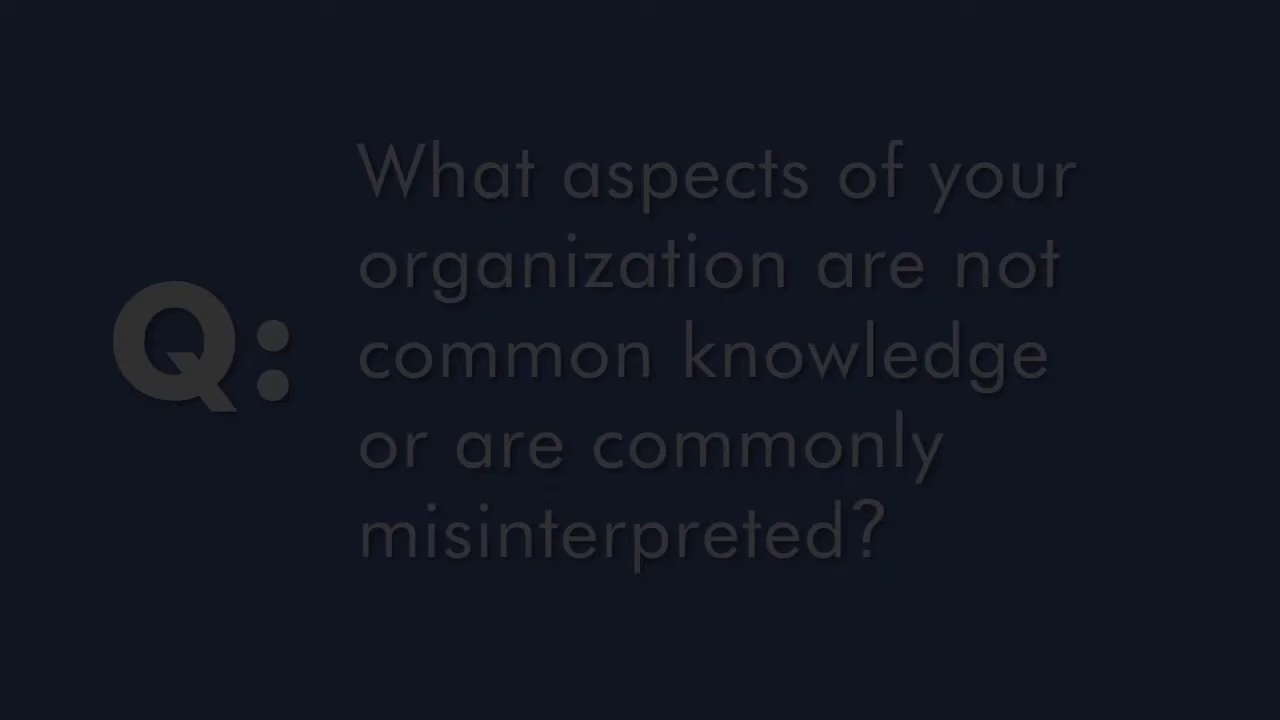 Q:
What aspects of your
organization are not
common knowledge
or are commonly
misinterpreted?